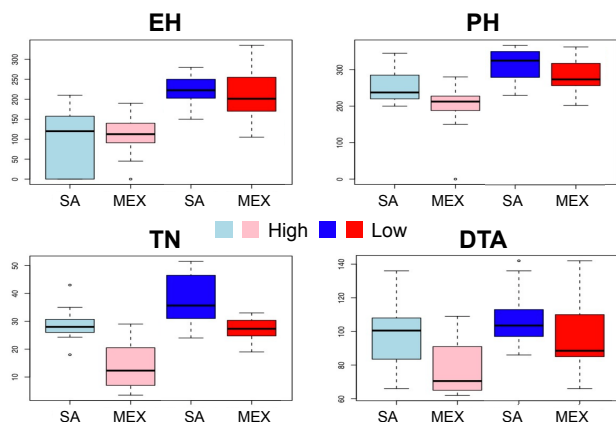 EH
PH
300
250
200
150
100
50
0
300
200
100
0
SA MEX SA MEX
SA MEX SA MEX
High Low
TN
DTA
50
40
30
20
10
140
120
100
80
60
SA MEX SA MEX
SA MEX SA MEX